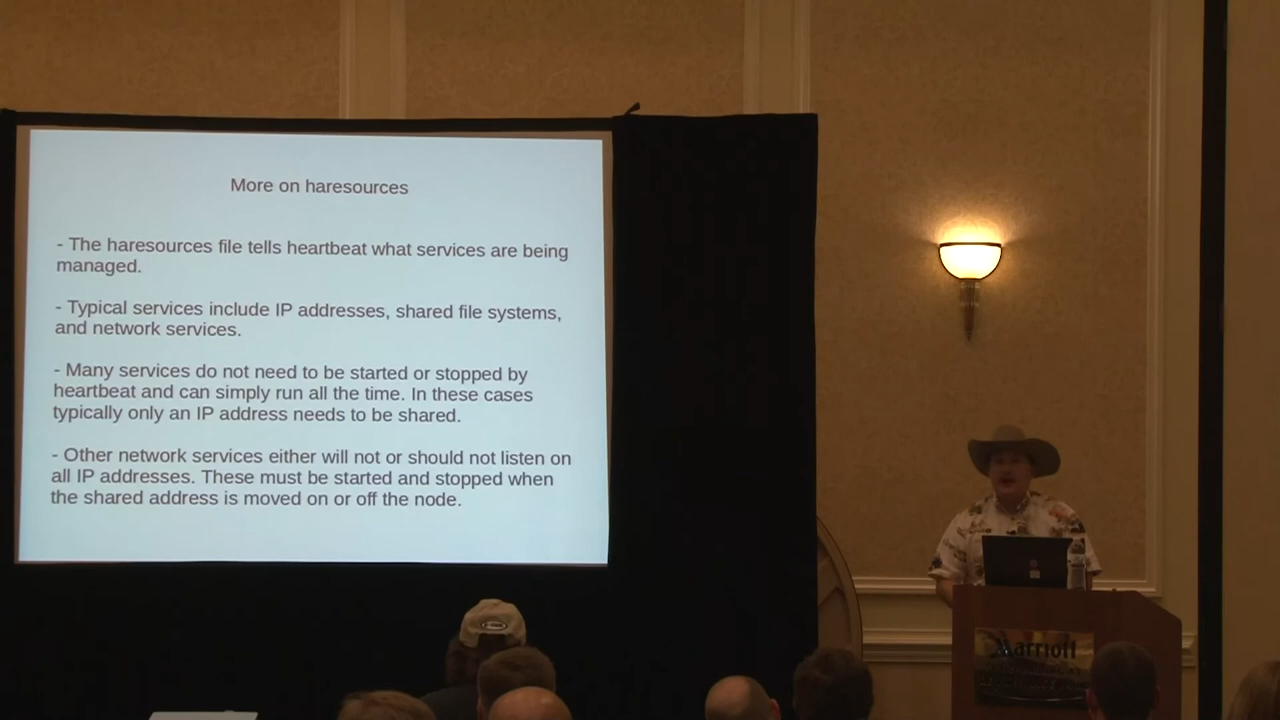 More on haresources
- The haresources file tells heartbeat what services are being
managed.
- Typical services include IP addresses, shared file systems,
and network services.
- Many services do not need to be started or stopped by
heartbeat and can simply run all the time. In these cases
typically only an IP address needs to be shared.
- Other network services either will not or should not listen on
all IP addresses. These must be started and stopped when
the shared address is moved on or off the node.
Marriott